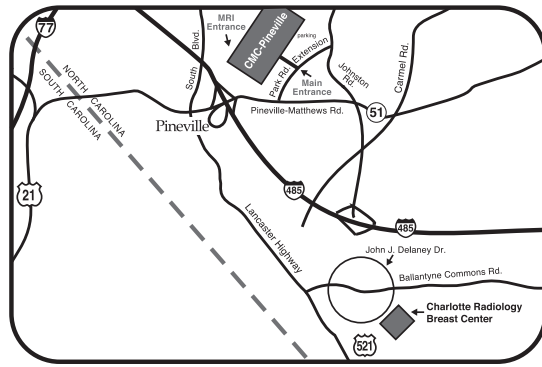 77
MRI
Entrance
CMC-Pineville
parking
South Blvd.
Park Rd. Extension
Main
Entrance
Johnston
Rd.
Carmel Rd.
NORTH CAROLINA
SOUTH CAROLINA
Pineville
Pineville-Matthews Rd.
51
21
485
485
Lancaster Highway
John J. Delaney Dr.
Ballantyne Commons Rd.
Charlotte Radiology
Breast Center
521